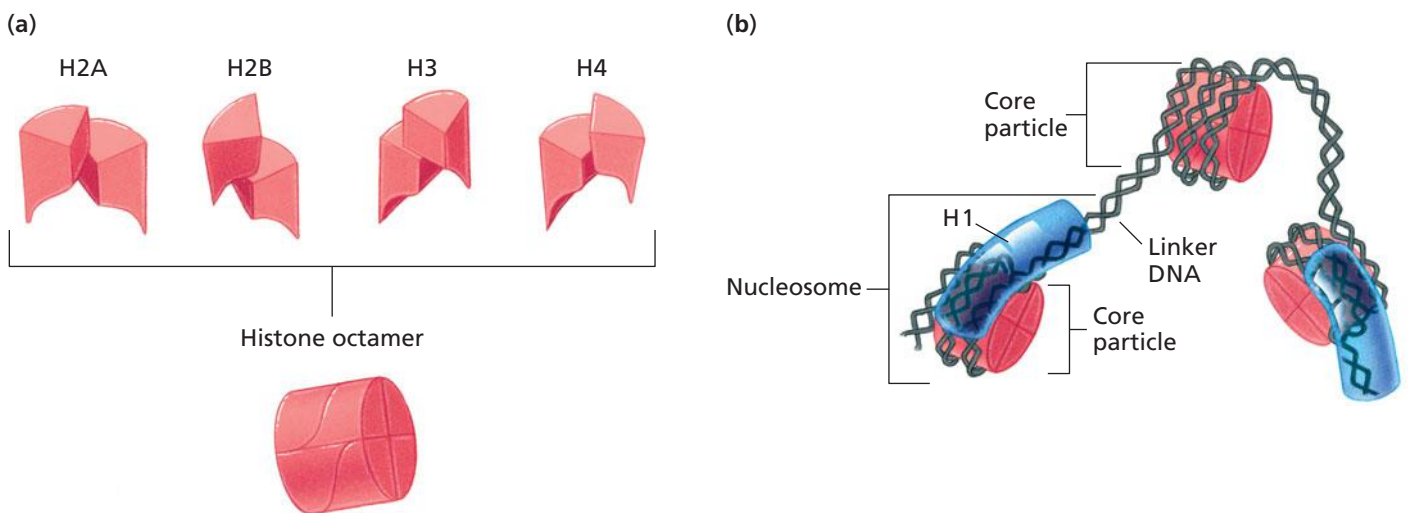 (a)
H2A
H2B
H3
H4
Histone octamer
(b)
Core
particle
H1
Linker
DNA
Nucleosome
Core
particle